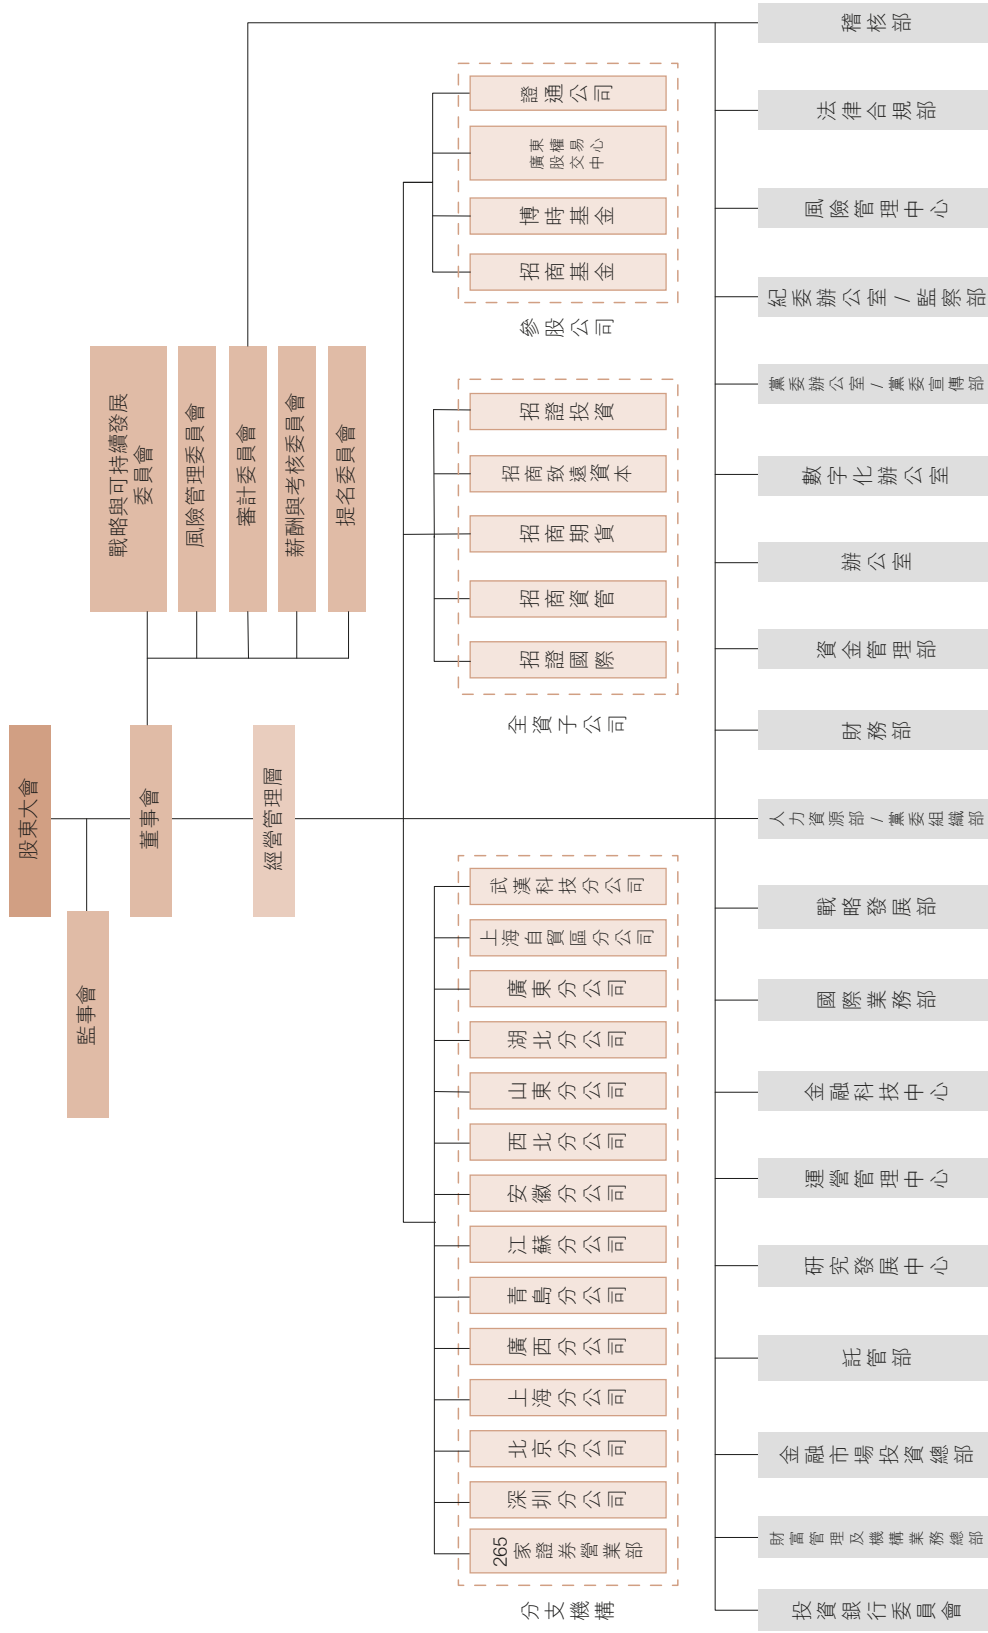 股東大會
監事會
董事會
戰略與可持續發展
委員會
風險管理委員會
審計委員會
薪酬與考核委員會
提名委員會
經營管理層
分支機構
265
家證券營業部
深圳分公司
北京分公司
上海分公司
廣西分公司
青島分公司
江蘇分公司
安徽分公司
西北分公司
山東分公司
湖北分公司
廣東分公司
上海自貿區分公司
武漢科技分公司
全資子公司
招證國際
招商資管
招商期貨
招商致遠資本
招證投資
參股公司
招商基金
博時基金
廣東
股權
交易
中心
證通公司
投資銀行委員會
財富管理及機構業務總部
金融市場投資總部
託管部
研究發展中心
運營管理中心
金融科技中心
國際業務部
戰略發展部
人力資源部/黨委組織部
財務部
資金管理部
辦公室
數字化辦公室
黨委辦公室/黨委宣傳部
紀委辦公室/監察部
風險管理中心
法律合規部
稽核部